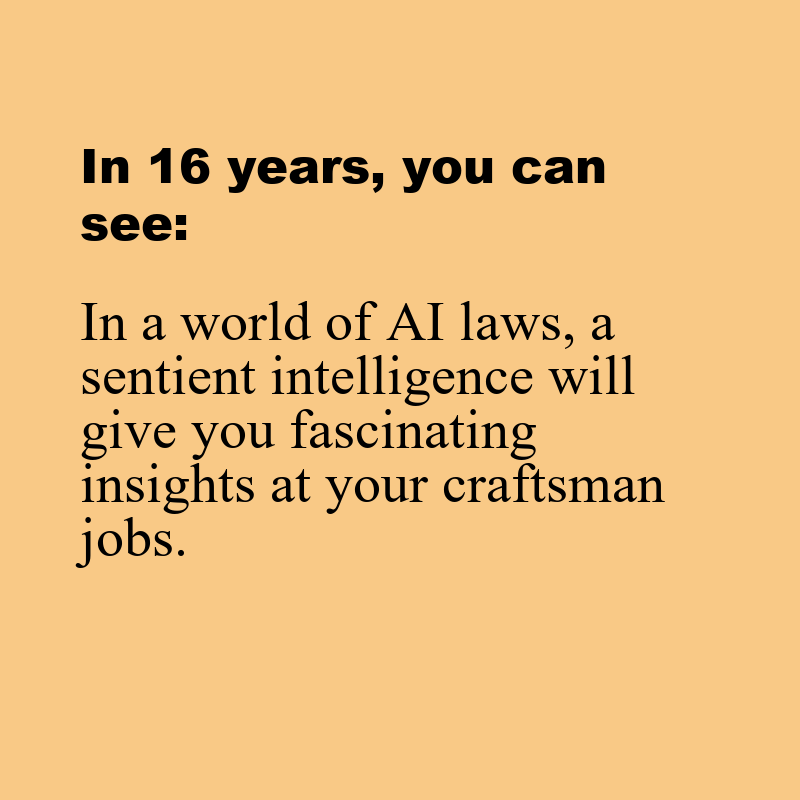 In 16 years, you can
see:
In a world of AI laws, a
sentient intelligence will
give you fascinating
insights at your craftsman
jobs.